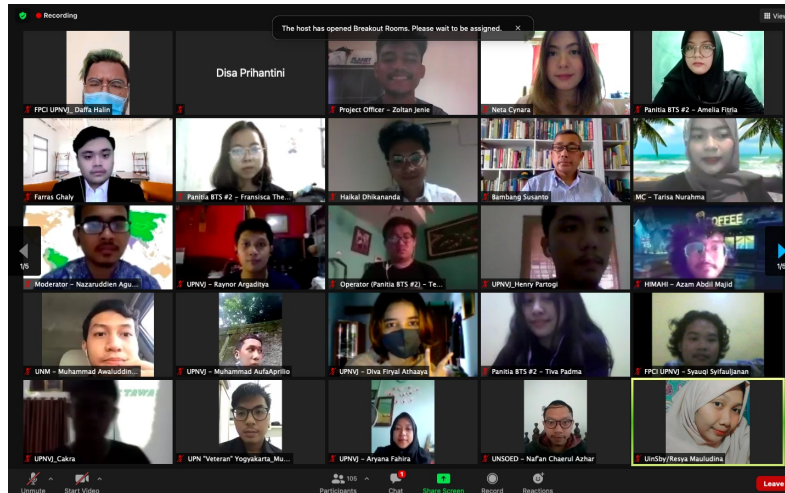 Recording
The host has opened Breakout Rooms. Please wait to be assigned.
View
FPCI UPNVJ_ Daffa Halin
Disa Prihantini
Project Officer - Zoltan Jenie
Neta Cynara
Panitia BTS #2 - Amelia Fitria
Farras Ghaly
Panitia BTS #2 - Fransisca The...
Haikal Dhikananda
Bambang Susanto
MC - Tarisa Nurahma
1/5
Moderator - Nazaruddien Agu...
UPNVJ - Raynor Argaditya
Operator (Panitia BTS #2) - Te...
UPNVJ_Henry Partogi
HIMAHI - Azam Abdil Majid
1/5
UNM - Muhammad Awaluddin...
UPNVJ - Muhammad AufaAprilio
UPNVJ - Diva Firyal Athaaya
Panitia BTS #2 - Tiva Padma
FPCI UPNVJ - Syauqi Syifaulianan
UPNVJ_Cakra
UPN "Veteran" Yogyakarta_Mu...
UPNVJ - Aryana Fahira
UNSOED - Naf'an Chaerul Azhar
UinSby/Resya Mauludina
Unmute
Start Video
105
Participants
1
Chat
Share Screen
Record
Reactions
Leave